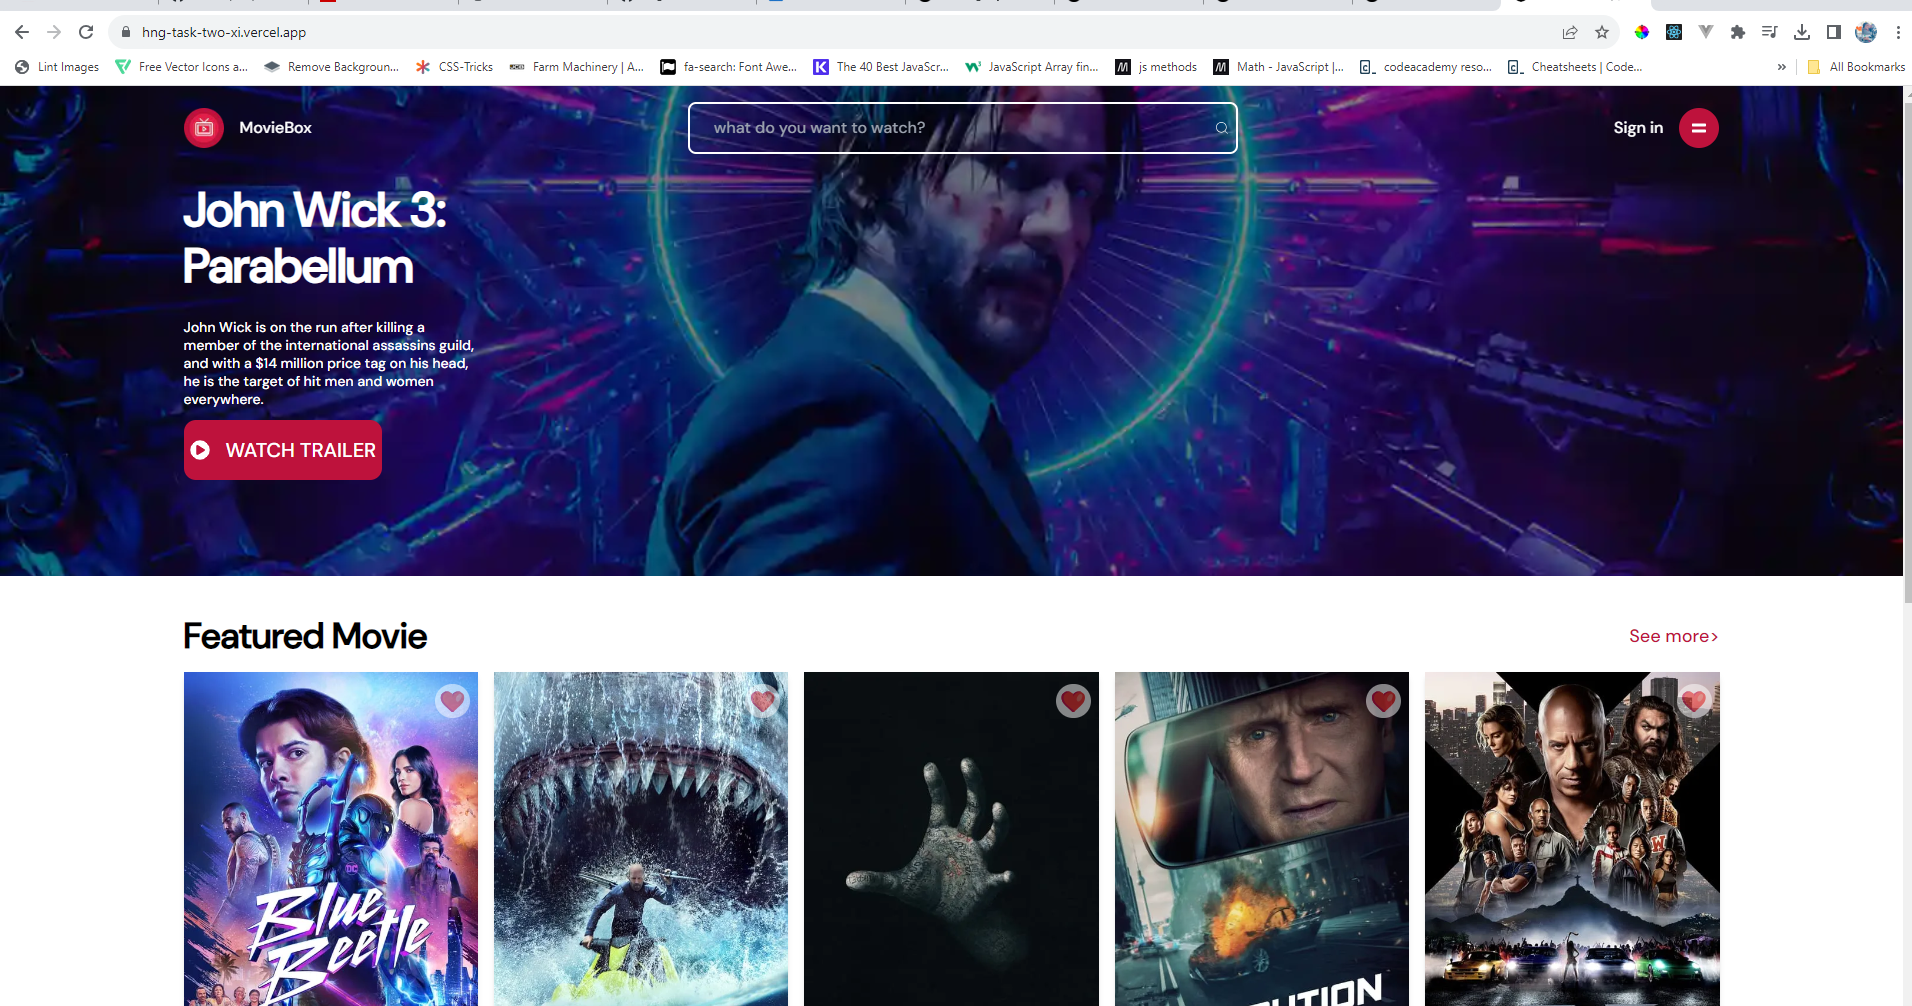 hng-task-two-xi.vercel.app
Lint Images
Free Vector Icons a...
Remove Backgroun...
CSS-Tricks
Farm Machinery | A...
fa-search: Font Awe...
The 40 Best JavaScr...
JavaScript Array fin...
js methods
Math - JavaScript |...
codeacademy reso...
Cheatsheets | Code...
»
All Bookmarks
MovieBox
what do you want to watch?
Sign in
John Wick 3:
Parabellum
John Wick is on the run after killing a
member of the international assassins guild,
and with a $14 million price tag on his head,
he is the target of hit men and women
everywhere.
WATCH TRAILER
Featured Movie
See more>
DC
Blue
Beetle